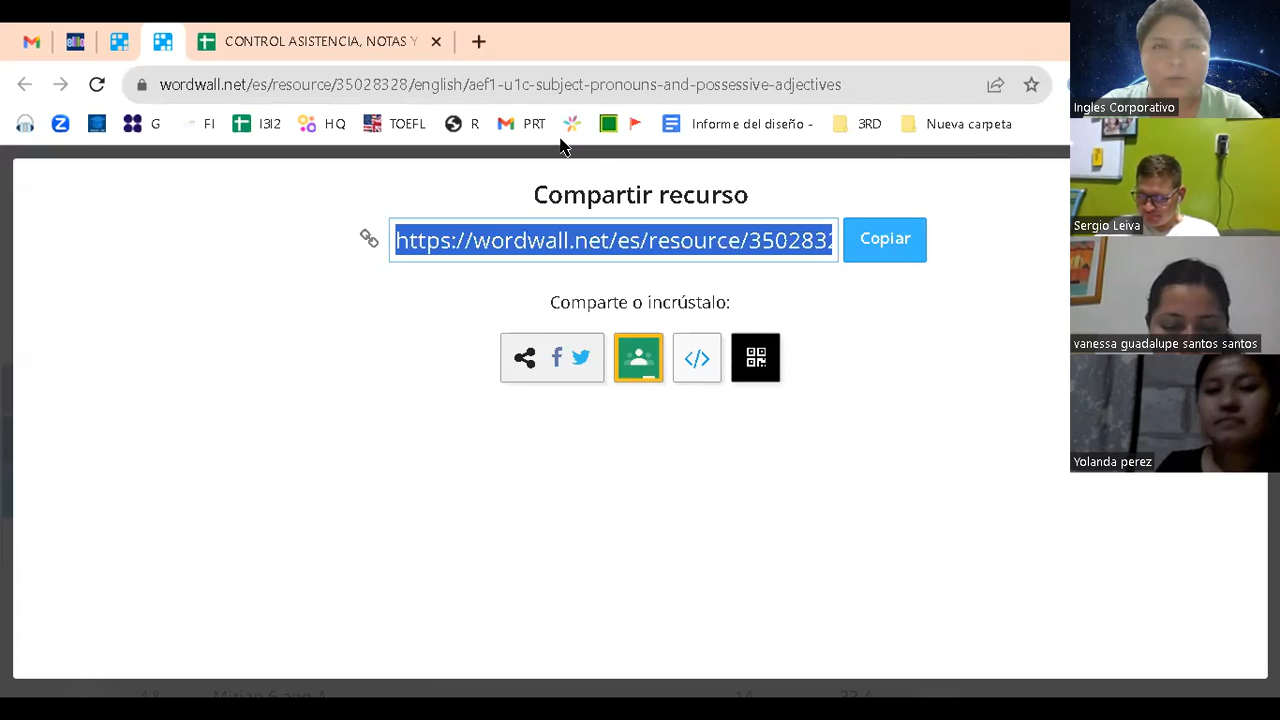 CONTROL ASISTENCIA, NOTAS Y
wordwall.net/es/resource/35028328/english/aef1-u1c-subject-pronouns-and-possessive-adjectives
G FI I3I2 HQ TOEFL R PRT Informe del diseño - 3RD Nueva carpeta
Compartir recurso
https://wordwall.net/es/resource/3502832
Copiar
Comparte o incrústalo:
Ingles Corporativo
Sergio Leiva
vanessa guadalupe santos santos
Yolanda perez